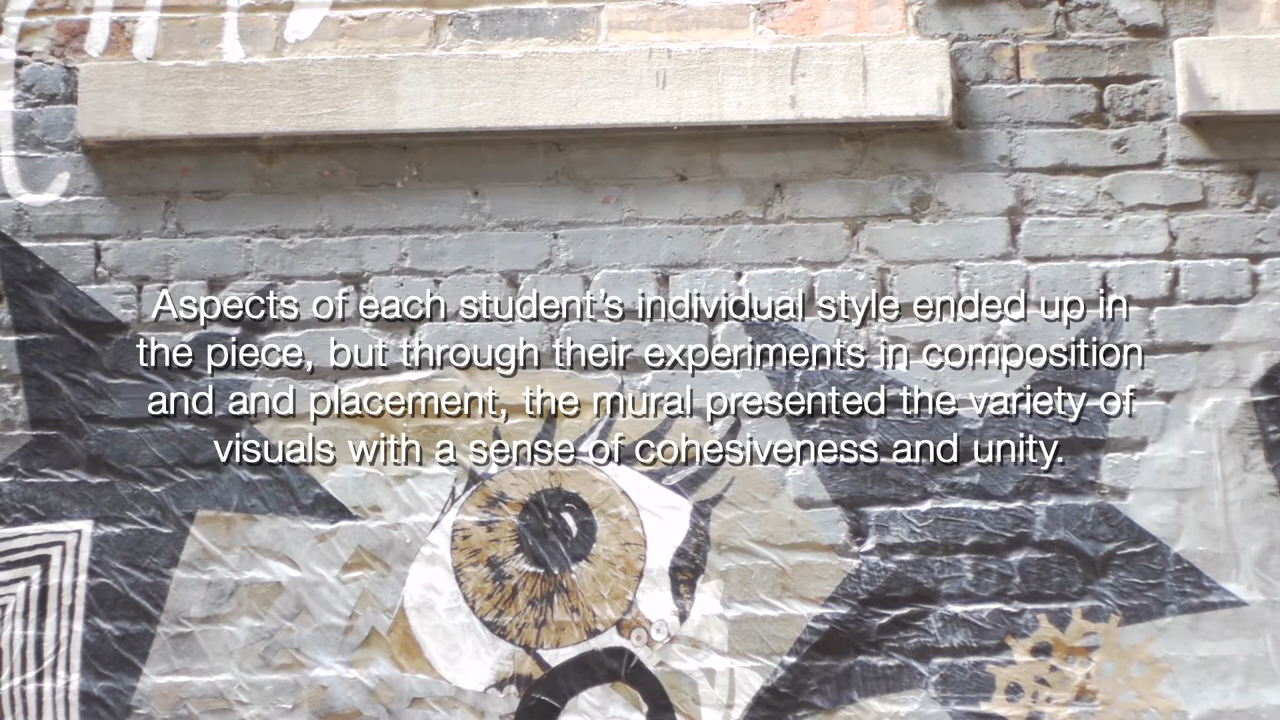 Aspects of each student’s individual style ended up in
the piece, but through their experiments in composition
and and placement, the mural presented the variety of
visuals with a sense of cohesiveness and unity.